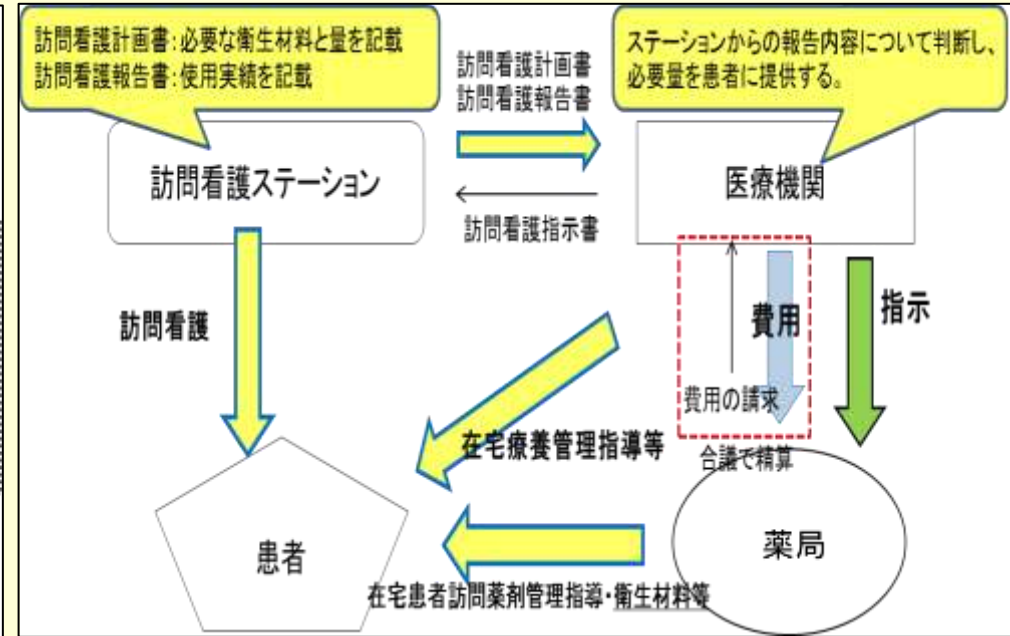 訪問看護計画書:必要な衛生材料と量を記載
訪問看護報告書:使用実績を記載
ステーションからの報告内容について判断し、
必要量を患者に提供する。
訪問看護計画書
訪問看護報告書
訪問看護ステーション
医療機関
訪問看護指示書
訪問看護
費用
指示
費用の請求
在宅療養管理指導等
合議で精算
患者
薬局
在宅患者訪問薬剤管理指導・衛生材料等